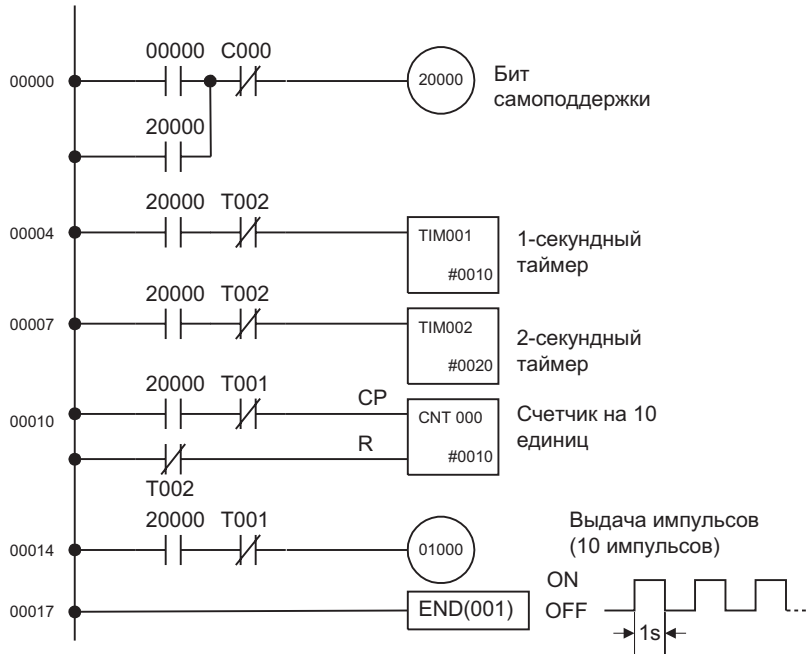 00000 C000
00000
20000
Бит
самоподдержки
20000
20000 T002
00004
TIM001
#0010
1-секундный
таймер
20000 T002
00007
TIM002
#0020
2-секундный
таймер
20000 T001
CP
00010
CNT 000
#0010
Счетчик на 10
единиц
R
T002
20000 T001
00014
01000
Выдача импульсов
(10 импульсов)
ON
OFF
1s
00017
END(001)